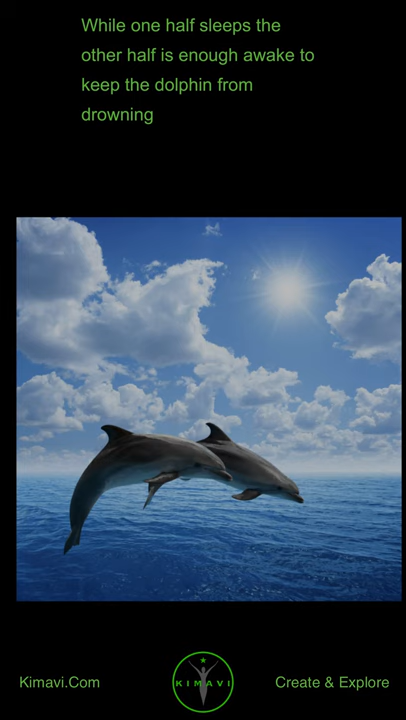 While one half sleeps the
other half is enough awake to
keep the dolphin from
drowning
KIMAVI
Kimavi.Com
Create & Explore